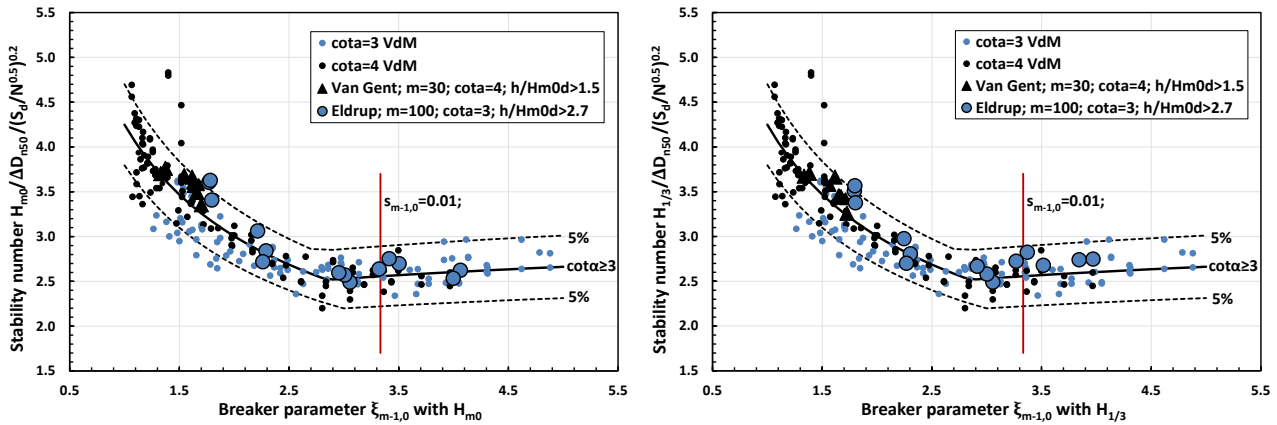 Stability number Hm0/ΔDn50/(Sd/N^0.5)^0.2
5.5
5.0
4.5
4.0
3.5
3.0
2.5
2.0
1.5
cota=3 VdM
cota=4 VdM
Van Gent; m=30; cota=4; h/Hm0d>1.5
Eldrup; m=100; cota=3; h/Hm0d>2.7
sm-1,0=0.01;
5%
cotα≥3
5%
0.5 1.5 2.5 3.5 4.5 5.5
Breaker parameter ξm-1,0 with Hm0
Stability number H1/3/ΔDn50/(Sd/N^0.5)^0.2
5.5
5.0
4.5
4.0
3.5
3.0
2.5
2.0
1.5
cota=3 VdM
cota=4 VdM
Van Gent; m=30; cota=4; h/Hm0d>1.5
Eldrup; m=100; cota=3; h/Hm0d>2.7
sm-1,0=0.01;
5%
cotα≥3
5%
0.5 1.5 2.5 3.5 4.5 5.5
Breaker parameter ξm-1,0 with H1/3